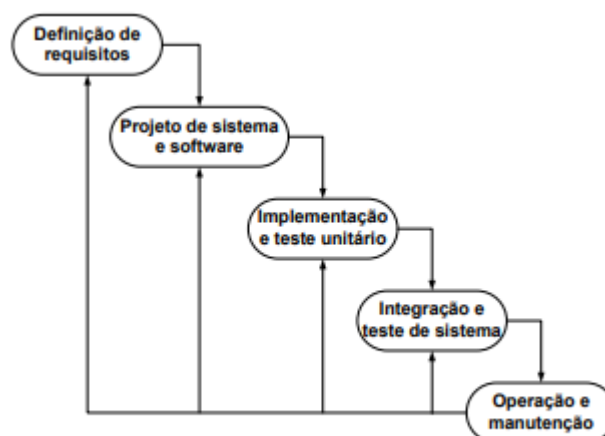 Definição de
requisitos
Projeto de sistema
e software
Implementação
e teste unitário
Integração e
teste de sistema
Operação e
manutenção